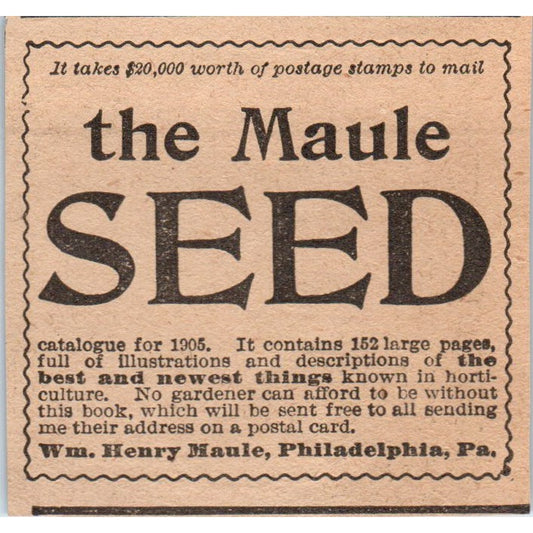 It takes $20,000 worth of postage stamps to mail
the Maule
SEED
catalogue for 1905. It contains 152 large pages,
full of illustrations and descriptions of the
best and newest things known in horti-
culture. No gardener can afford to be without
this book, which will be sent free to all sending
me their address on a postal card.
Wm. Henry Maule, Philadelphia, Pa.